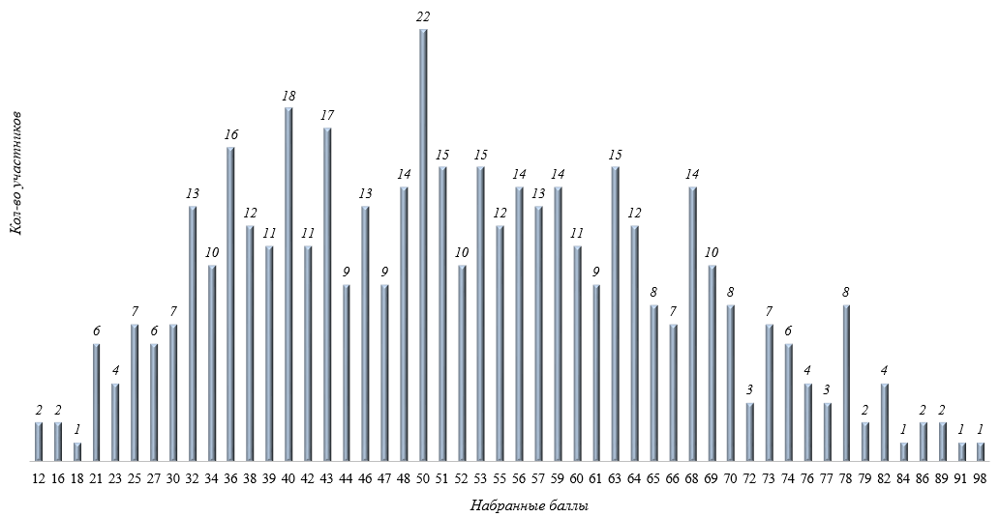 Кол-во участников
2 2 1 6 4 7 6 7 13 10 16 12 11 18 11 17 9 13 9 14 22 15 10 15 12 14 13 14 11 9 15 12 8 7 14 10 8 3 7 6 4 3 8 2 4 1 2 2 1 1
12 16 18 21 23 25 27 30 32 34 36 38 39 40 42 43 44 46 47 48 50 51 52 53 55 56 57 59 60 61 63 64 65 66 68 69 70 72 73 74 76 77 78 79 82 84 86 89 91 98
Набранные баллы